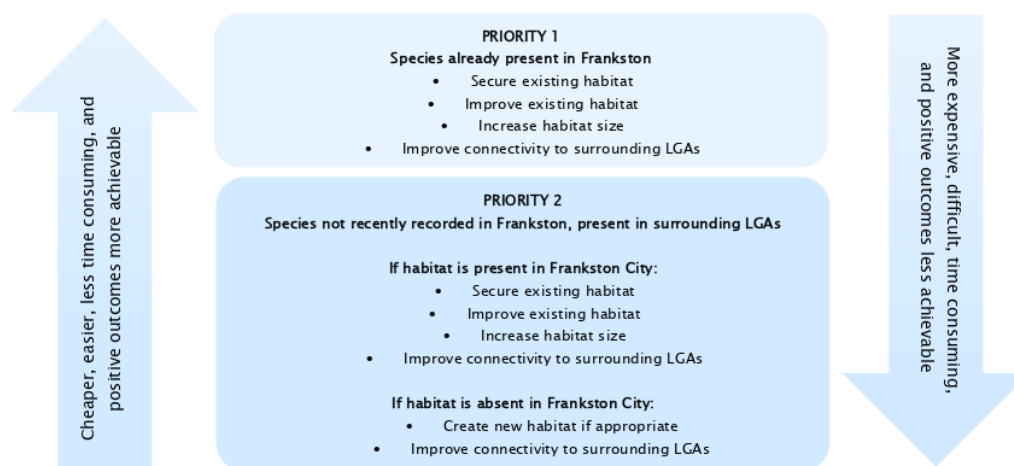 Cheaper, easier, less time consuming, and
positive outcomes more achievable
PRIORITY 1
Species already present in Frankston
• Secure existing habitat
• Improve existing habitat
• Increase habitat size
• Improve connectivity to surrounding LGAs
PRIORITY 2
Species not recently recorded in Frankston, present in surrounding LGAs
If habitat is present in Frankston City:
• Secure existing habitat
• Improve existing habitat
• Increase habitat size
• Improve connectivity to surrounding LGAs
If habitat is absent in Frankston City:
• Create new habitat if appropriate
• Improve connectivity to surrounding LGAs
More expensive, difficult, time consuming,
and positive outcomes less achievable